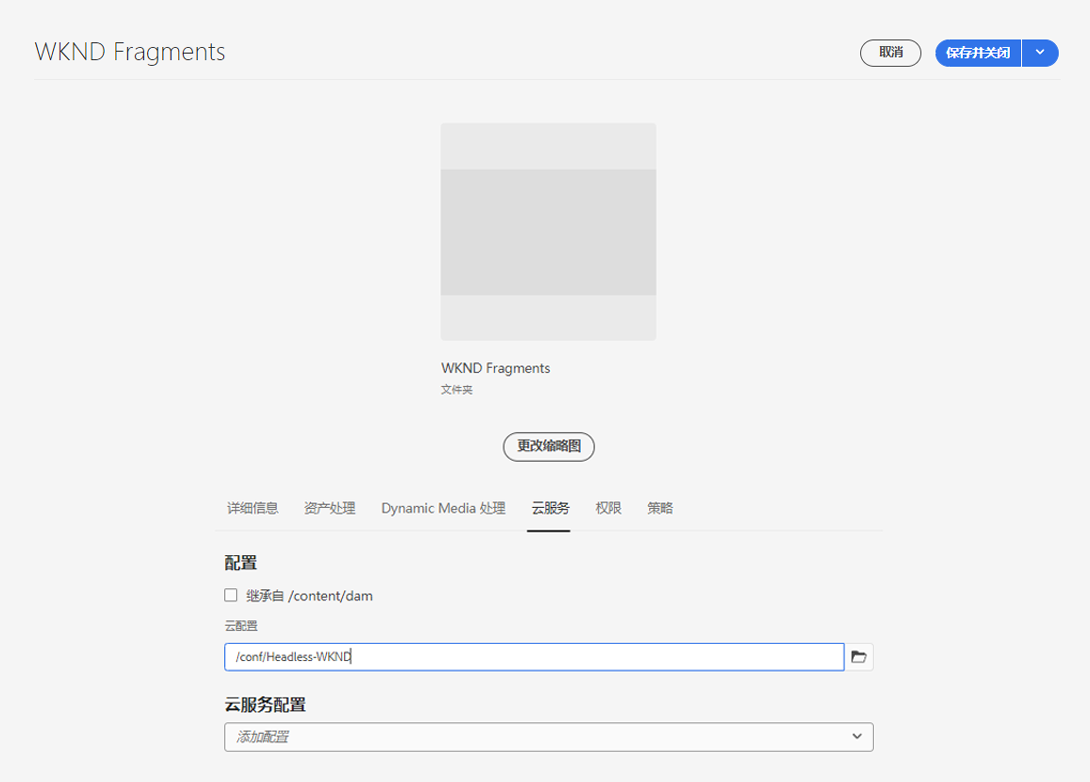 WKND Fragments
取消
保存并关闭
WKND Fragments
文件夹
更改缩略图
详细信息 资产处理 Dynamic Media 处理 云服务 权限 策略
配置
继承自 /content/dam
云配置
/conf/Headless-WKND
云服务配置
添加配置